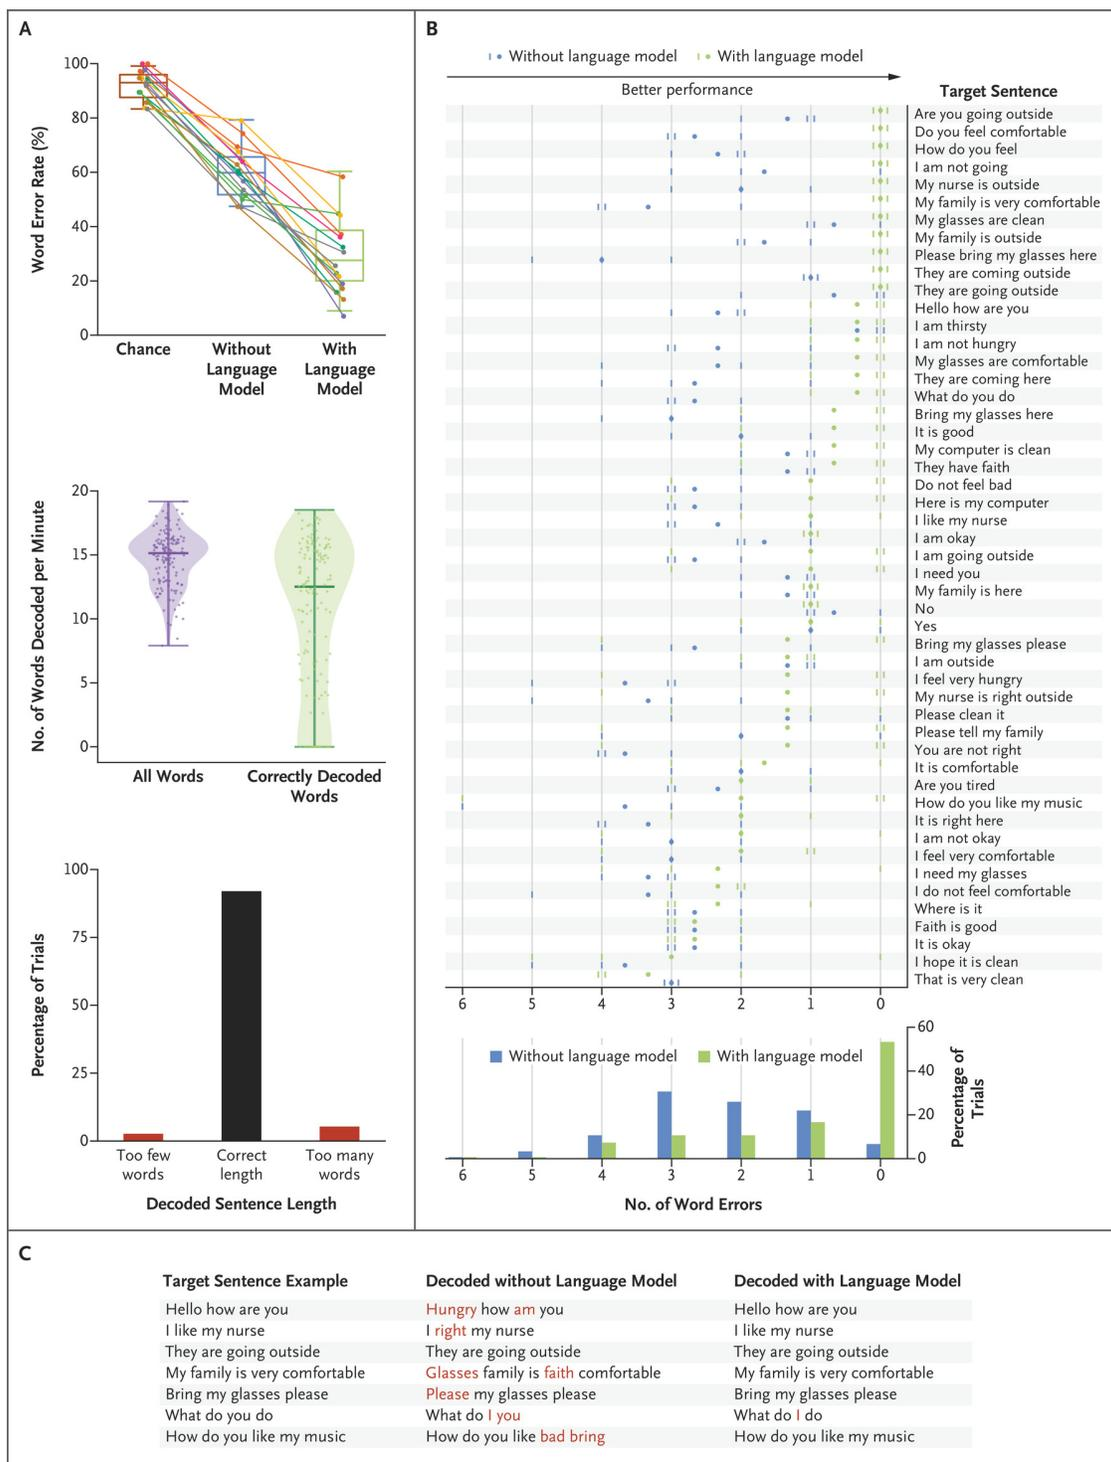 A
Word Error Rate (%)
100
80
60
40
20
0
Chance
Without
Language
Model
With
Language
Model
No. of Words Decoded per Minute
20
15
10
5
0
All Words
Correctly Decoded
Words
Percentage of Trials
100
75
50
25
0
Too few
words
Correct
length
Too many
words
Decoded Sentence Length
B
Without language model
With language model
Better performance
Target Sentence
Are you going outside
Do you feel comfortable
How do you feel
I am not going
My nurse is outside
My family is very comfortable
My glasses are clean
My family is outside
Please bring my glasses here
They are coming outside
They are going outside
Hello how are you
I am thirsty
I am not hungry
My glasses are comfortable
They are coming here
What do you do
Bring my glasses here
It is good
My computer is clean
They have faith
Do not feel bad
Here is my computer
I like my nurse
I am okay
I am going outside
I need you
My family is here
No
Yes
Bring my glasses please
I am outside
I feel very hungry
My nurse is right outside
Please clean it
Please tell my family
You are not right
It is comfortable
Are you tired
How do you like my music
It is right here
I am not okay
I feel very comfortable
I need my glasses
I do not feel comfortable
Where is it
Faith is good
It is okay
I hope it is clean
That is very clean
6 5 4 3 2 1 0
Without language model
With language model
60
40
20
0
Percentage of
Trials
6 5 4 3 2 1 0
No. of Word Errors
C
Target Sentence Example Decoded without Language Model Decoded with Language Model
Hello how are you Hungry how am you Hello how are you
I like my nurse I right my nurse I like my nurse
They are going outside They are going outside They are going outside
My family is very comfortable Glasses family is faith comfortable My family is very comfortable
Bring my glasses please Please my glasses please Bring my glasses please
What do you do What do I you What do I do
How do you like my music How do you like bad bring How do you like my music